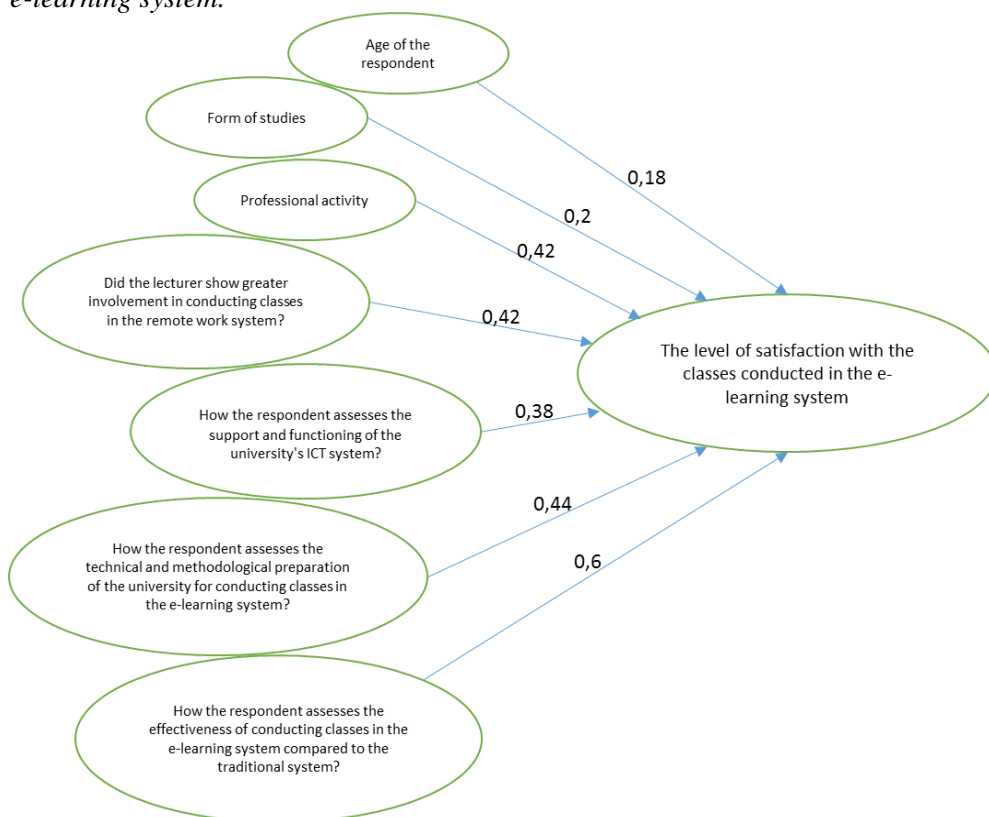 e-learning system.
Age of the
respondent
Form of studies
0,18
Professional activity
0,2
0,42
Did the lecturer show greater
involvement in conducting classes
in the remote work system?
0,42
The level of satisfaction with the
classes conducted in the e-
learning system
How the respondent assesses the
support and functioning of the
university's ICT system?
0,38
0,44
How the respondent assesses the
technical and methodological preparation
of the university for conducting classes in
the e-learning system?
0,6
How the respondent assesses the
effectiveness of conducting classes in the
e-learning system compared to the
traditional system?